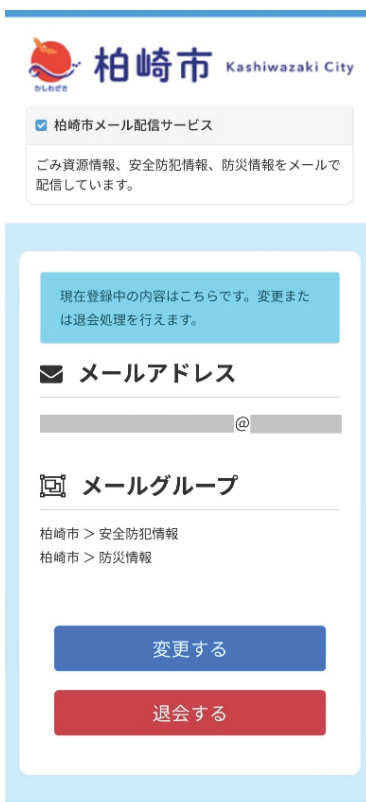 かしわざき
柏崎市 Kashiwazaki City
柏崎市メール配信サービス
ごみ資源情報、安全防犯情報、防災情報をメールで
配信しています。
現在登録中の内容はこちらです。変更また
は退会処理を行えます。
メールアドレス
@
メールグループ
柏崎市 > 安全防犯情報
柏崎市 > 防災情報
変更する
退会する